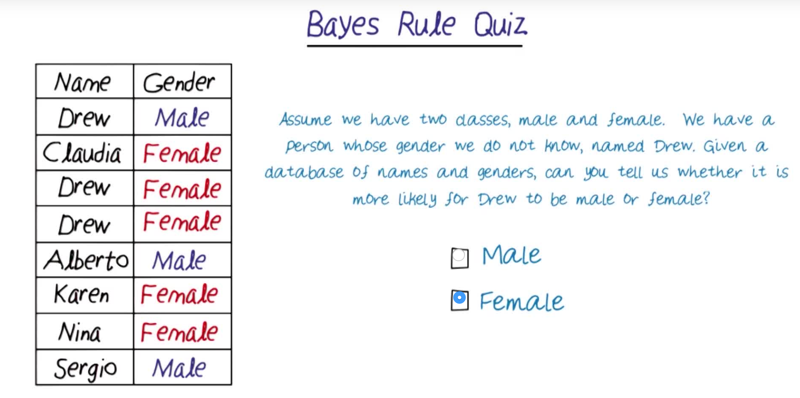 Bayes Rule Quiz
Name Gender
Drew Male
Claudia Female
Drew Female
Drew Female
Alberto Male
Karen Female
Nina Female
Sergio Male
Assume we have two classes, male and female. We have a
person whose gender we do not know, named Drew. Given a
database of names and genders, can you tell us whether it is
more likely for Drew to be male or female?
Male
Female